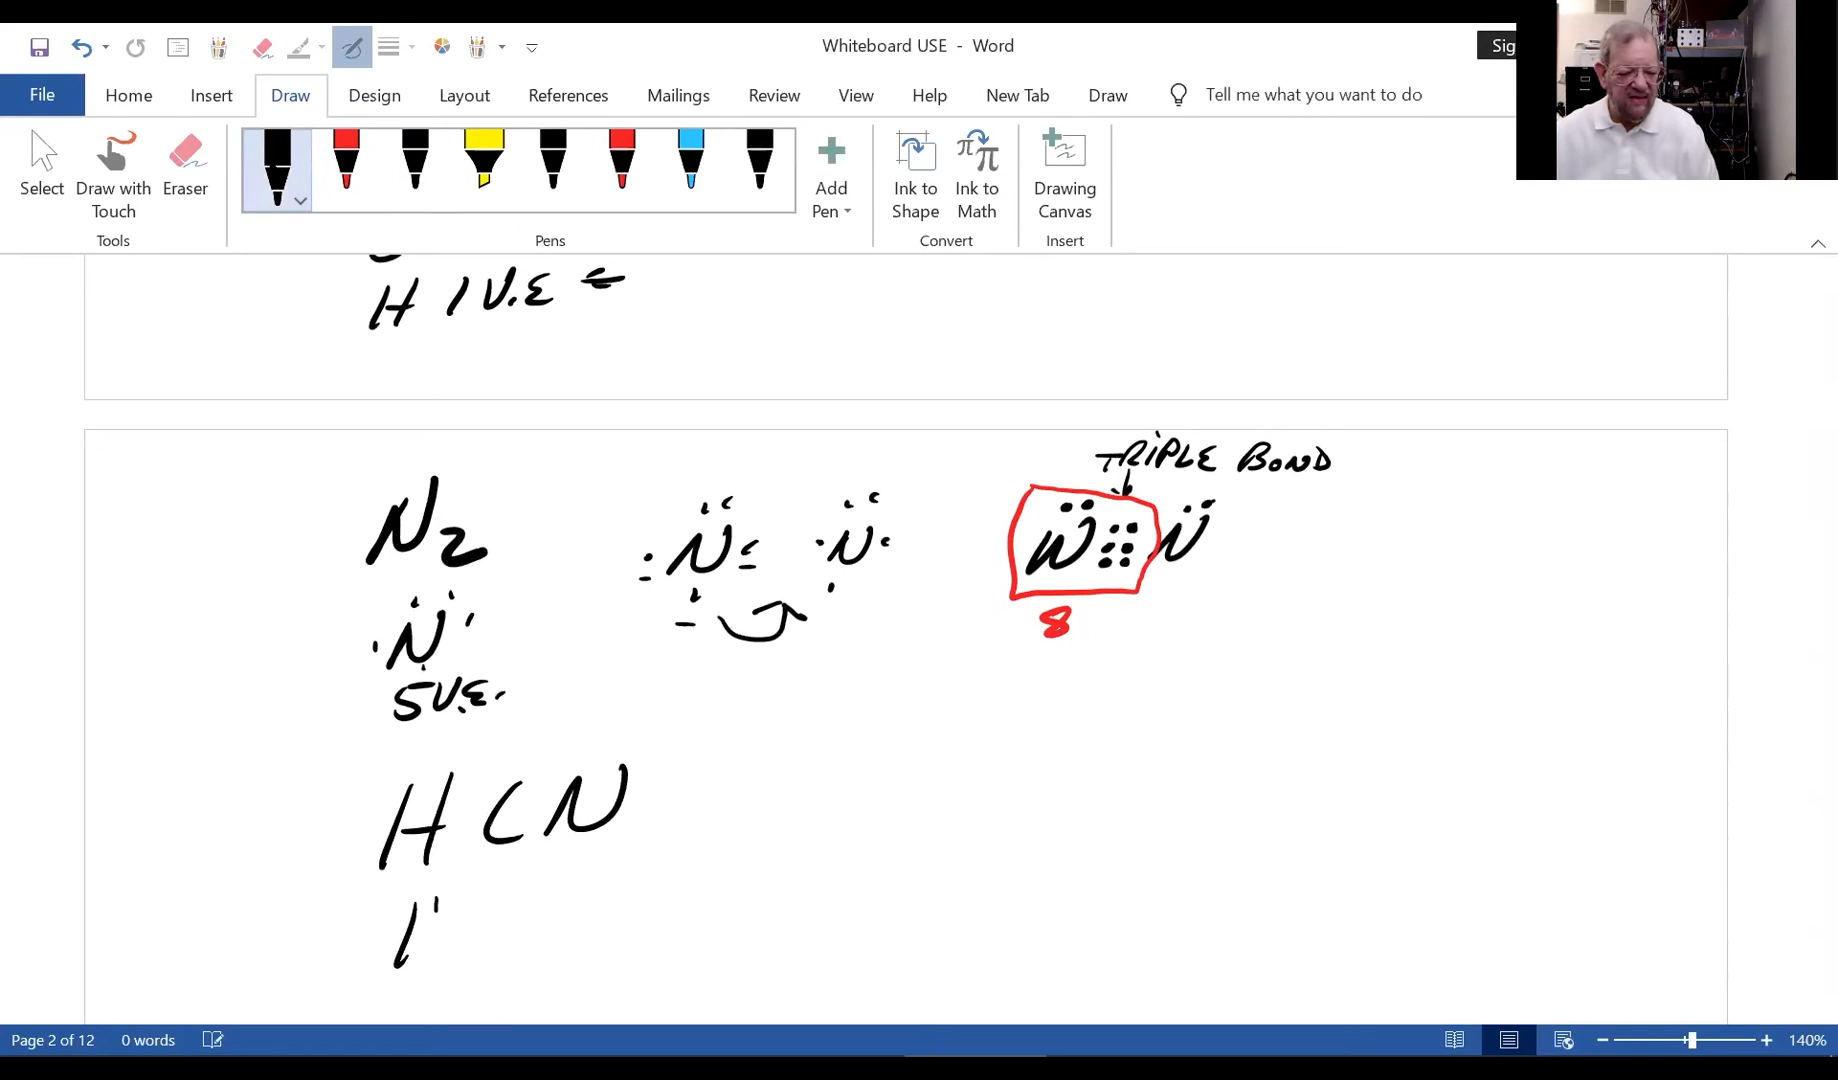 Whiteboard USE - Word
Sig
File Home Insert Draw Design Layout References Mailings Review View Help New Tab Draw Tell me what you want to do
Select
Draw with Touch
Eraser
Add Pen
Ink to Shape
Ink to Math
Drawing Canvas
Tools
Pens
Convert
Insert
H 1 V.E
TRIPLE BOND
N2
N N
N N
8
N
5 V.E.
HCN
Page 2 of 12 0 words
140%